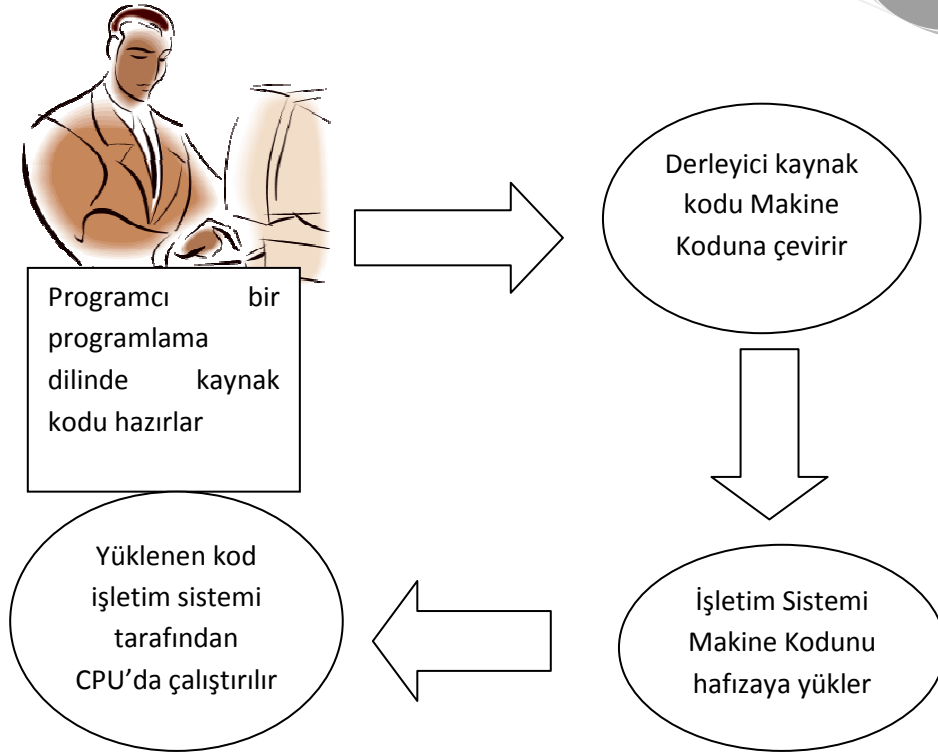 Programcı bir
programlama
dilinde kaynak
kodu hazırlar
Derleyici kaynak
kodu Makine
Koduna çevirir
İşletim Sistemi
Makine Kodunu
hafızaya yükler
Yüklenen kod
işletim sistemi
tarafından
CPU’da çalıştırılır